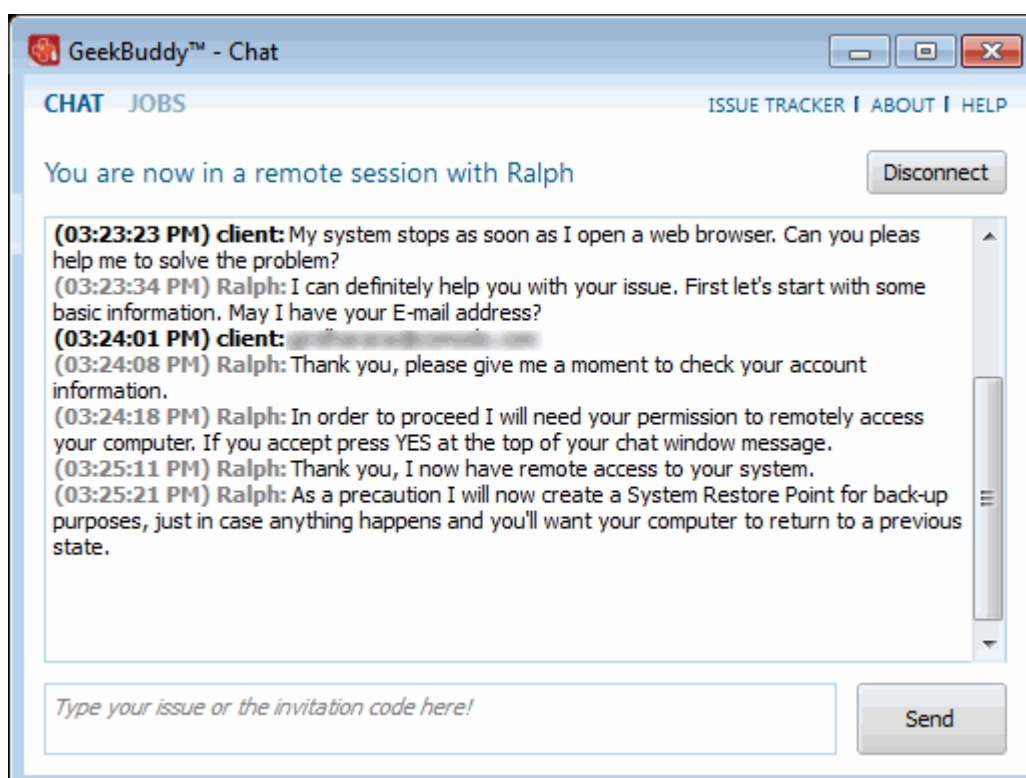 GeekBuddy™ - Chat
CHAT JOBS
ISSUE TRACKER | ABOUT | HELP
You are now in a remote session with Ralph
Disconnect
(03:23:23 PM) client: My system stops as soon as I open a web browser. Can you pleas
help me to solve the problem?
(03:23:34 PM) Ralph: I can definitely help you with your issue. First let's start with some
basic information. May I have your E-mail address?
(03:24:01 PM) client:
(03:24:08 PM) Ralph: Thank you, please give me a moment to check your account
information.
(03:24:18 PM) Ralph: In order to proceed I will need your permission to remotely access
your computer. If you accept press YES at the top of your chat window message.
(03:25:11 PM) Ralph: Thank you, I now have remote access to your system.
(03:25:21 PM) Ralph: As a precaution I will now create a System Restore Point for back-up
purposes, just in case anything happens and you'll want your computer to return to a previous
state.
Type your issue or the invitation code here!
Send